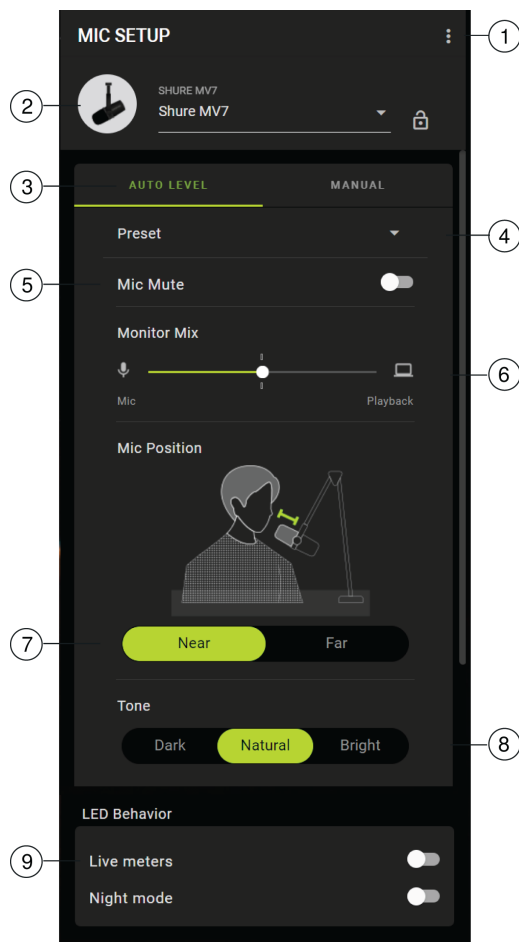 MIC SETUP
1
2
SHURE MV7
Shure MV7
3
AUTO LEVEL MANUAL
Preset
4
5
Mic Mute
Monitor Mix
6
Mic Playback
Mic Position
7
Near Far
Tone
8
Dark Natural Bright
LED Behavior
9
Live meters
Night mode